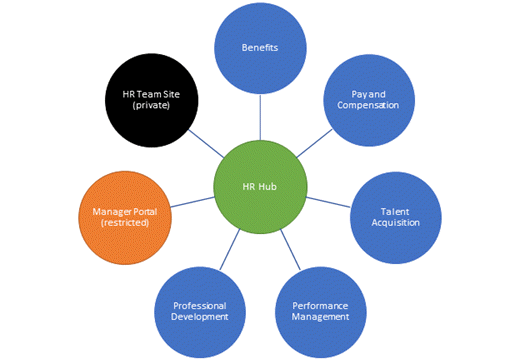 Benefits
HR Team Site
(private)
Pay and
Compensation
HR Hub
Manager Portal
(restricted)
Talent
Acquisition
Professional
Development
Performance
Management